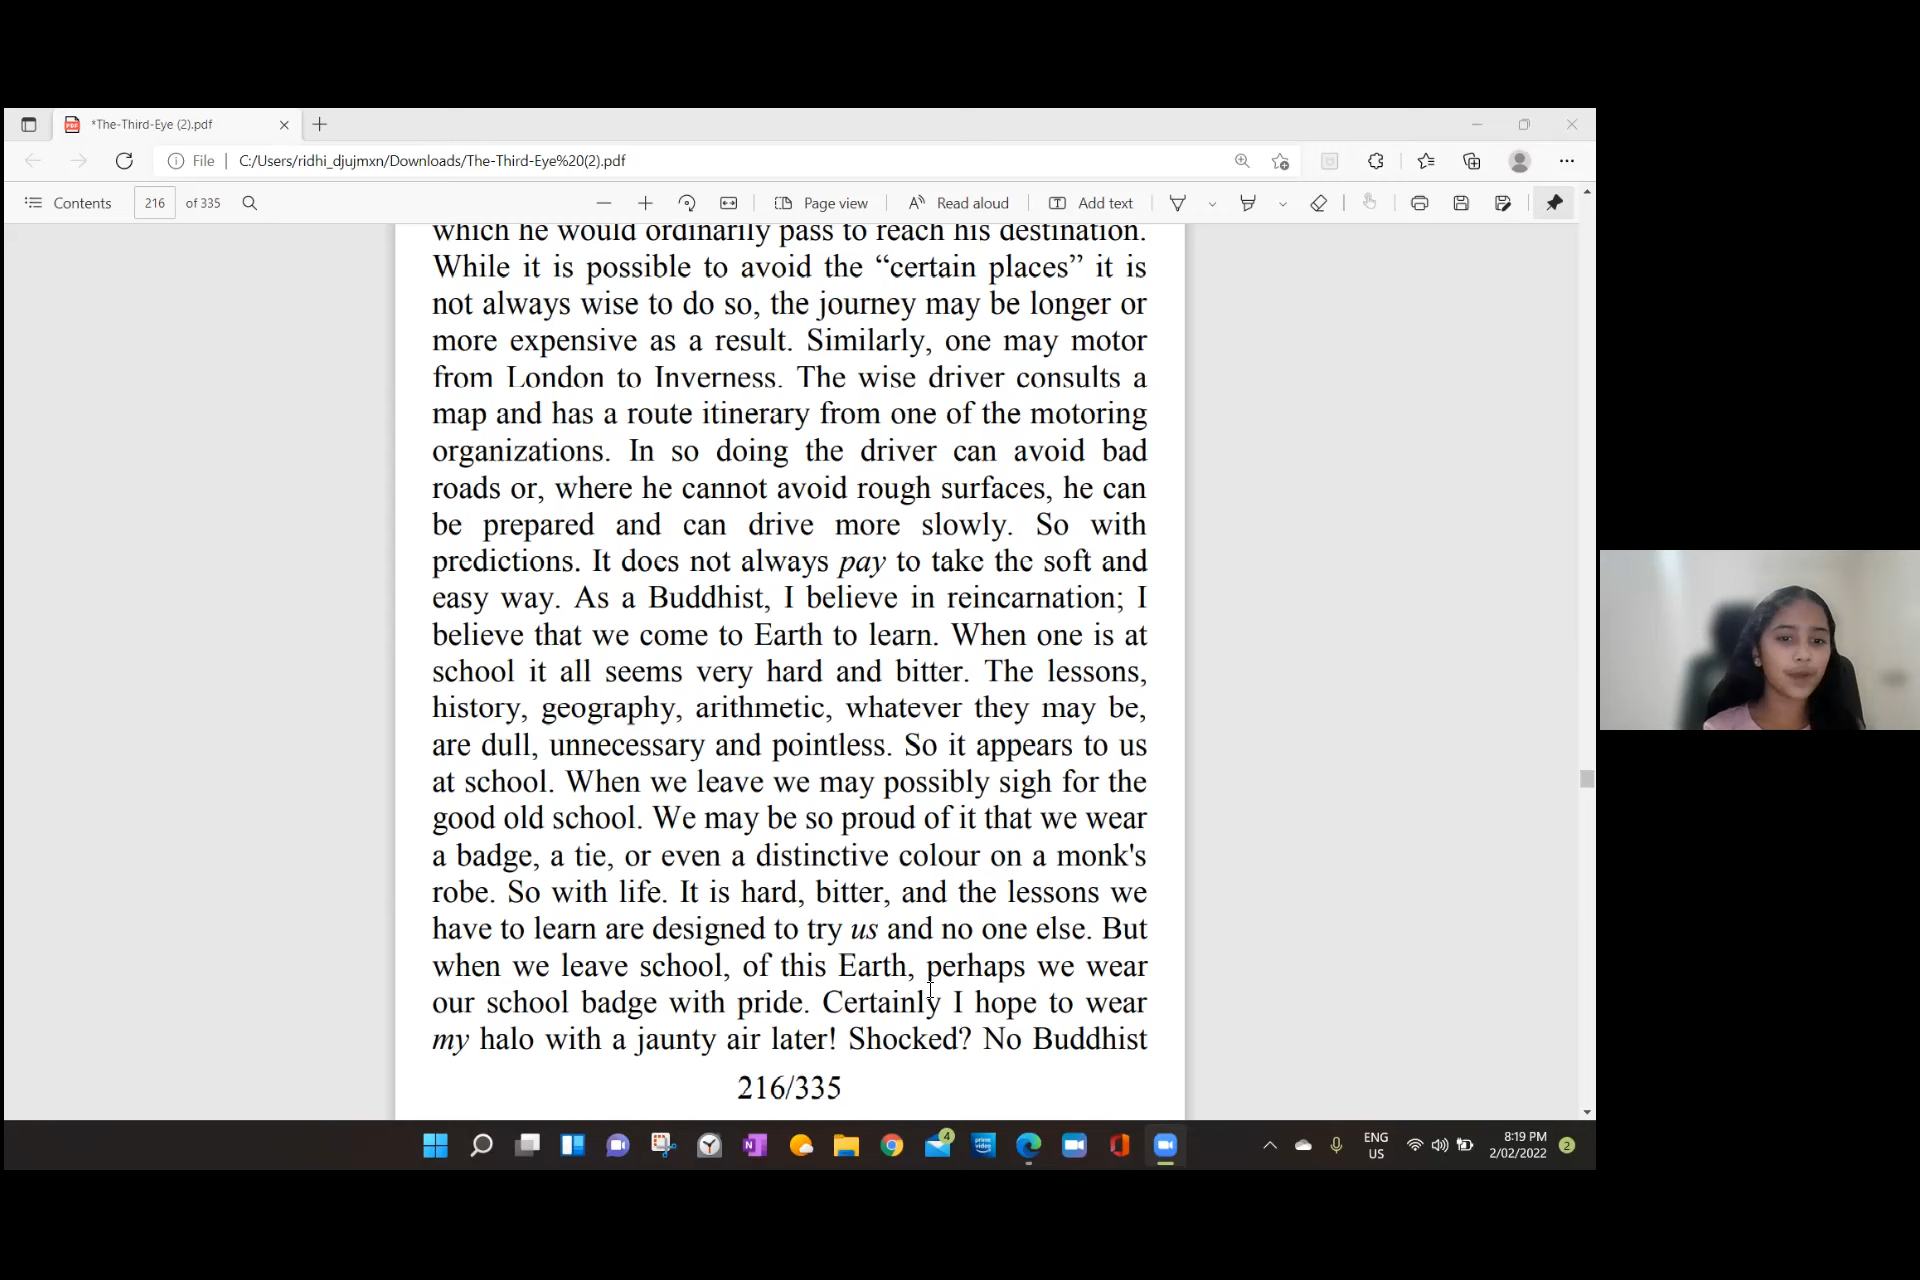 *The-Third-Eye (2).pdf
File
C:/Users/ridhi_djujmxn/Downloads/The-Third-Eye%20(2).pdf
Contents
216
of 335
Page view
Read aloud
Add text
which he would ordinarily pass to reach his destination.
While it is possible to avoid the “certain places” it is
not always wise to do so, the journey may be longer or
more expensive as a result. Similarly, one may motor
from London to Inverness. The wise driver consults a
map and has a route itinerary from one of the motoring
organizations. In so doing the driver can avoid bad
roads or, where he cannot avoid rough surfaces, he can
be prepared and can drive more slowly. So with
predictions. It does not always pay to take the soft and
easy way. As a Buddhist, I believe in reincarnation; I
believe that we come to Earth to learn. When one is at
school it all seems very hard and bitter. The lessons,
history, geography, arithmetic, whatever they may be,
are dull, unnecessary and pointless. So it appears to us
at school. When we leave we may possibly sigh for the
good old school. We may be so proud of it that we wear
a badge, a tie, or even a distinctive colour on a monk's
robe. So with life. It is hard, bitter, and the lessons we
have to learn are designed to try us and no one else. But
when we leave school, of this Earth, perhaps we wear
our school badge with pride. Certainly I hope to wear
my halo with a jaunty air later! Shocked? No Buddhist
216/335
4
prime video
ENG
US
8:19 PM
2/02/2022
2